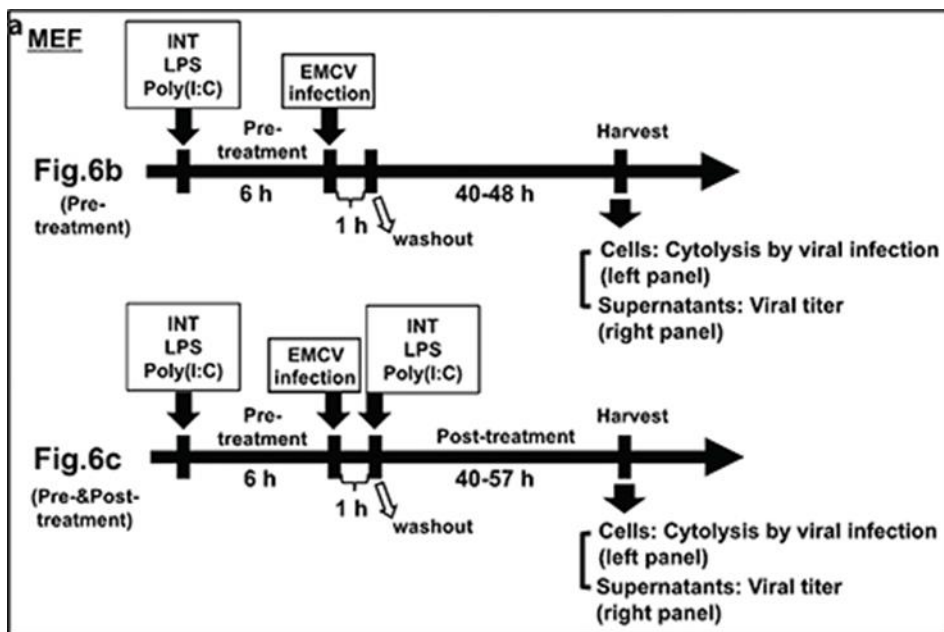 a MEF
INT
LPS
Poly(I:C)
EMCV
infection
Pre-
treatment
Harvest
Fig.6b
(Pre-
treatment)
6 h
1 h
40-48 h
washout
Cells: Cytolysis by viral infection
(left panel)
Supernatants: Viral titer
(right panel)
INT
LPS
Poly(I:C)
EMCV
infection
INT
LPS
Poly(I:C)
Pre-
treatment
Post-treatment
Harvest
Fig.6c
(Pre-&Post-
treatment)
6 h
1 h
40-57 h
washout
Cells: Cytolysis by viral infection
(left panel)
Supernatants: Viral titer
(right panel)